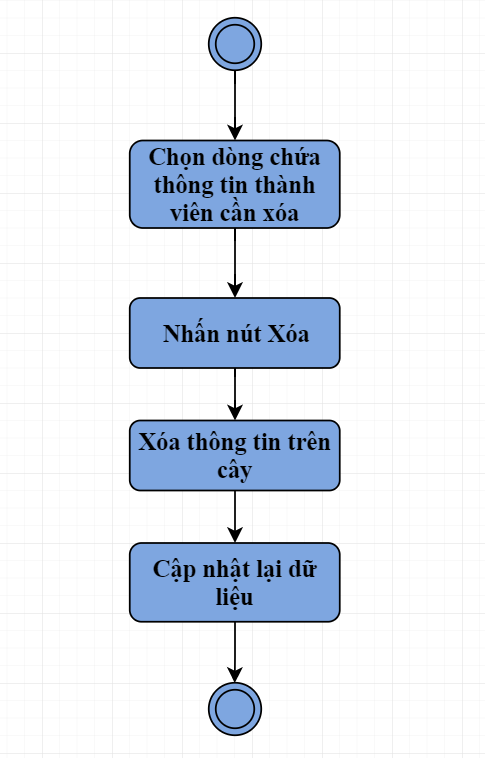 Chọn dòng chứa
thông tin thành
viên cần xóa
Nhấn nút Xóa
Xóa thông tin trên
cây
Cập nhật lại dữ
liệu